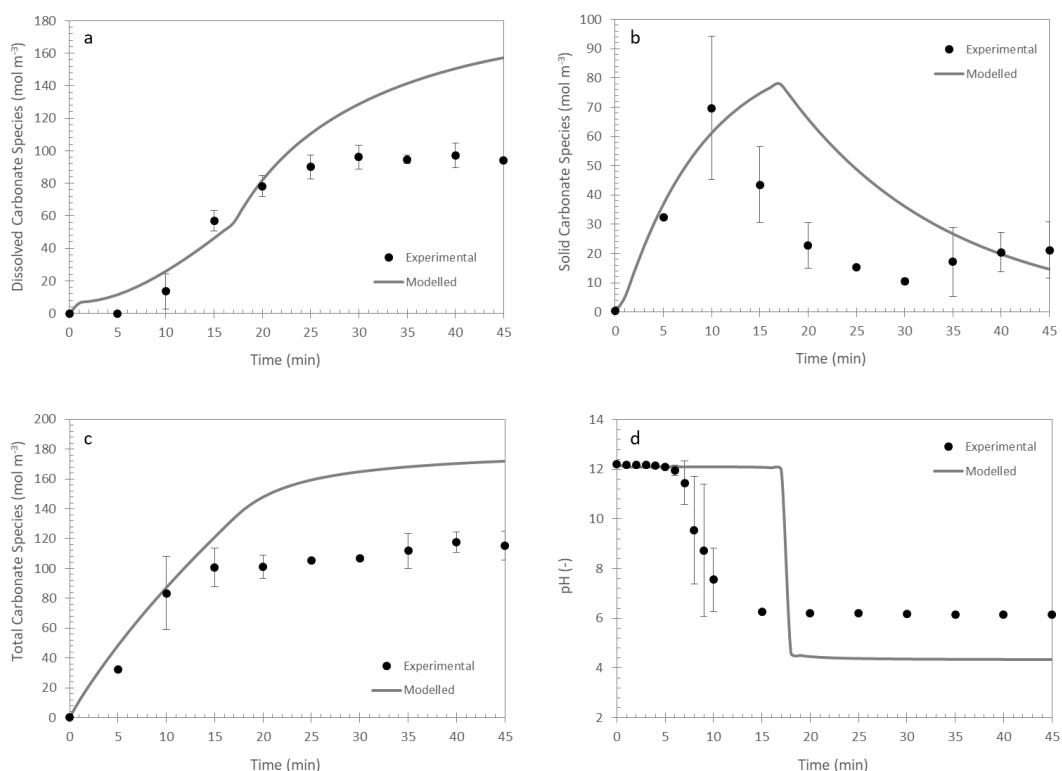 a
Dissolved Carbonate Species (mol m⁻³)
180
160
140
120
100
80
60
40
20
0
0 5 10 15 20 25 30 35 40 45
Time (min)
Experimental
Modelled
b
Solid Carbonate Species (mol m⁻³)
100
90
80
70
60
50
40
30
20
10
0
0 5 10 15 20 25 30 35 40 45
Time (min)
Experimental
Modelled
c
Total Carbonate Species (mol m⁻³)
200
180
160
140
120
100
80
60
40
20
0
0 5 10 15 20 25 30 35 40 45
Time (min)
Experimental
Modelled
d
pH (-)
14
12
10
8
6
4
2
0 5 10 15 20 25 30 35 40 45
Time (min)
Experimental
Modelled